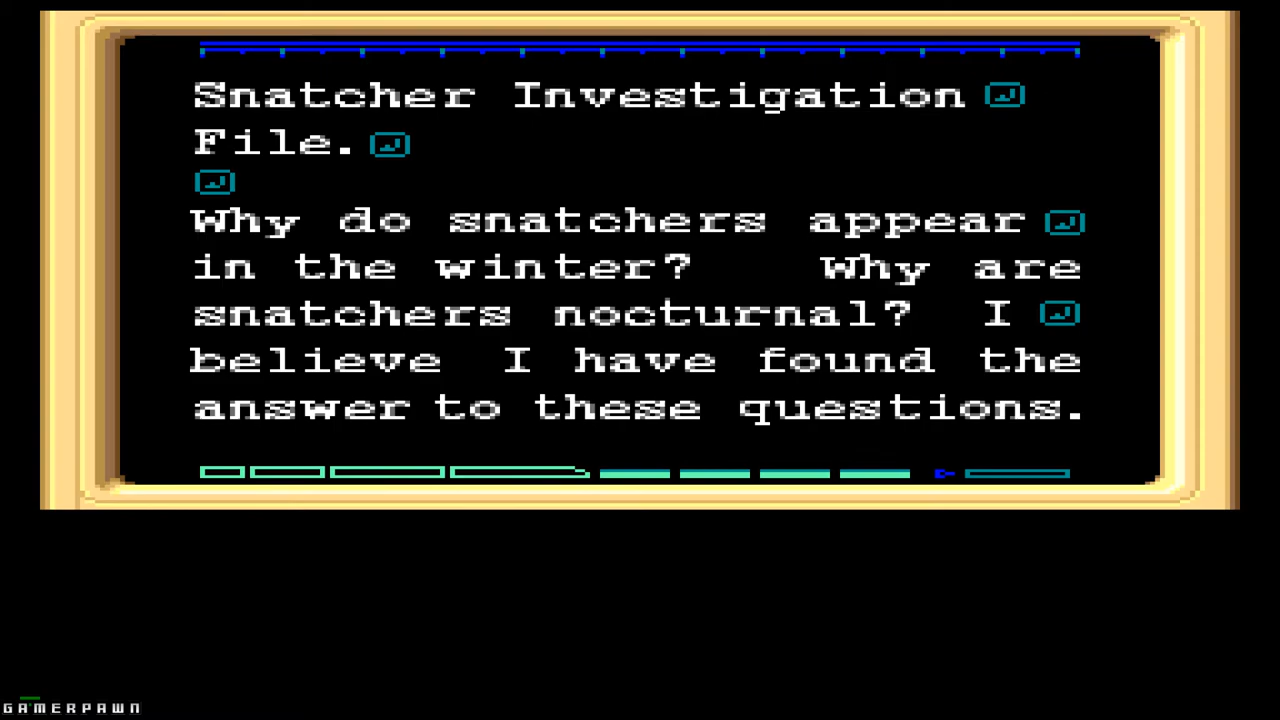 Snatcher Investigation
File.
Why do snatchers appear
in the winter? Why are
snatchers nocturnal? I
believe I have found the
answer to these questions.
GAMERPAWN